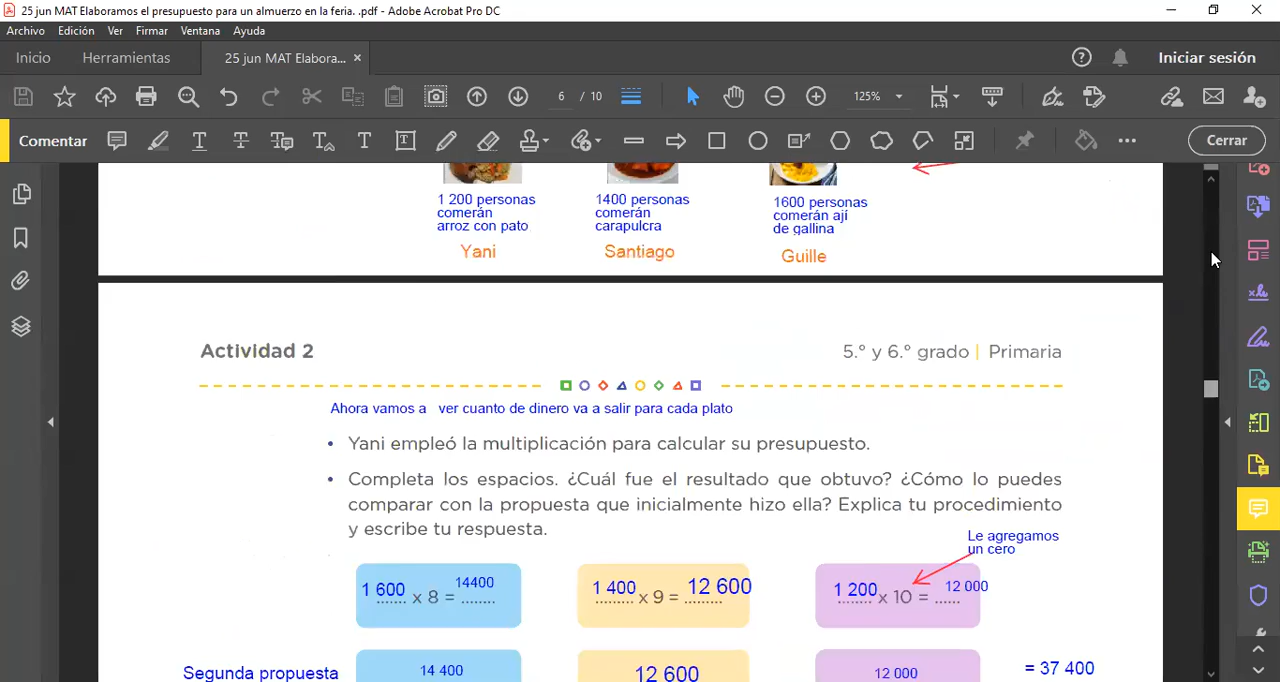 25 jun MAT Elaboramos el presupuesto para un almuerzo en la feria. .pdf - Adobe Acrobat Pro DC
Archivo Edición Ver Firmar Ventana Ayuda
Inicio Herramientas 25 jun MAT Elabora... × Iniciar sesión
6 / 10 125%
Comentar Cerrar
1 200 personas
comerán
arroz con pato
Yani
1400 personas
comerán
carapulcra
Santiago
1600 personas
comerán ají
de gallina
Guille
Actividad 2 5.° y 6.° grado | Primaria
Ahora vamos a ver cuanto de dinero va a salir para cada plato
• Yani empleó la multiplicación para calcular su presupuesto.
• Completa los espacios. ¿Cuál fue el resultado que obtuvo? ¿Cómo lo puedes
comparar con la propuesta que inicialmente hizo ella? Explica tu procedimiento
y escribe tu respuesta.
Le agregamos
un cero
1 600 x 8 = 14400 1 400 x 9 = 12 600 1 200 x 10 = 12 000
Segunda propuesta 14 400 12 600 12 000 = 37 400